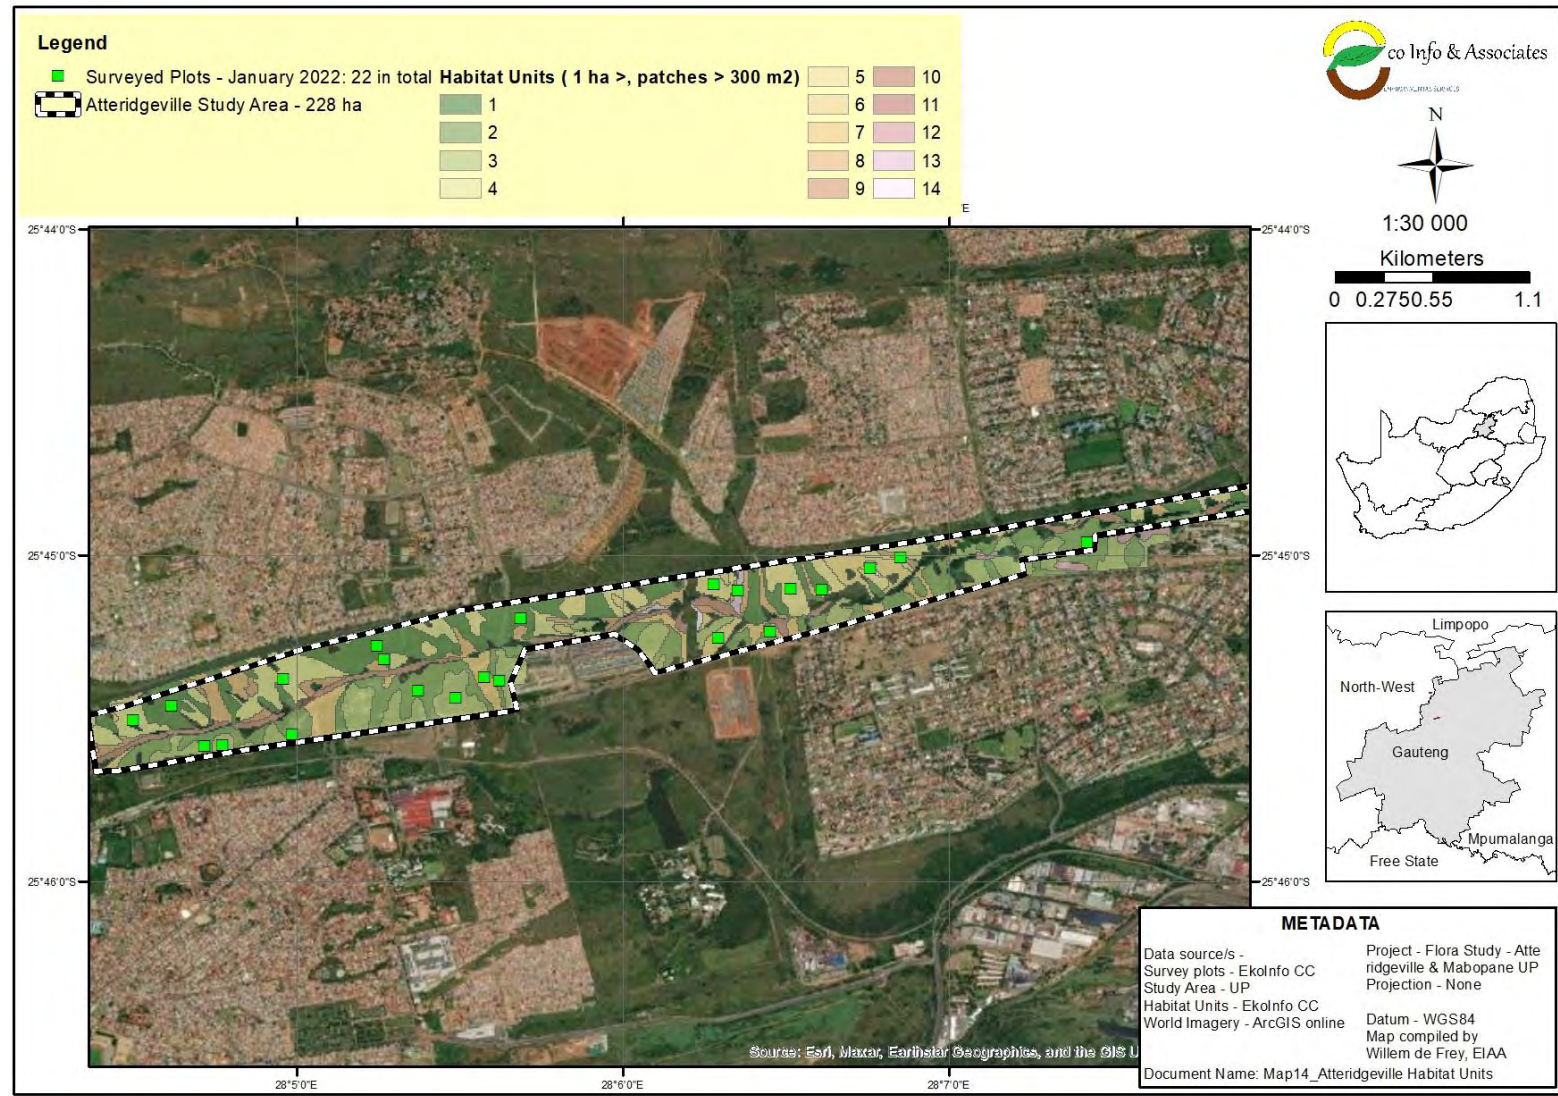 Legend
Surveyed Plots - January 2022: 22 in total
Atteridgeville Study Area - 228 ha
Habitat Units ( 1 ha >, patches > 300 m2)
1
2
3
4
5
6
7
8
9
10
11
12
13
14
co Info & Associates
N
1:30 000
Kilometers
0 0.2750.55 1.1
'E
25°44'0"S
25°44'0"S
25°45'0"S
25°45'0"S
25°46'0"S
25°46'0"S
28°5'0"E
28°6'0"E
28°7'0"E
Source: Esri, Maxar, Earthstar Geographics, and the GIS U
Limpopo
North-West
Gauteng
Mpumalanga
Free State
METADATA
Data source/s -
Survey plots - EkoInfo CC
Study Area - UP
Habitat Units - EkoInfo CC
World Imagery - ArcGIS online
Project - Flora Study - Atte
ridgeville & Mabopane UP
Projection - None
Datum - WGS84
Map compiled by
Willem de Frey, EIAA
Document Name: Map14_Atteridgeville Habitat Units